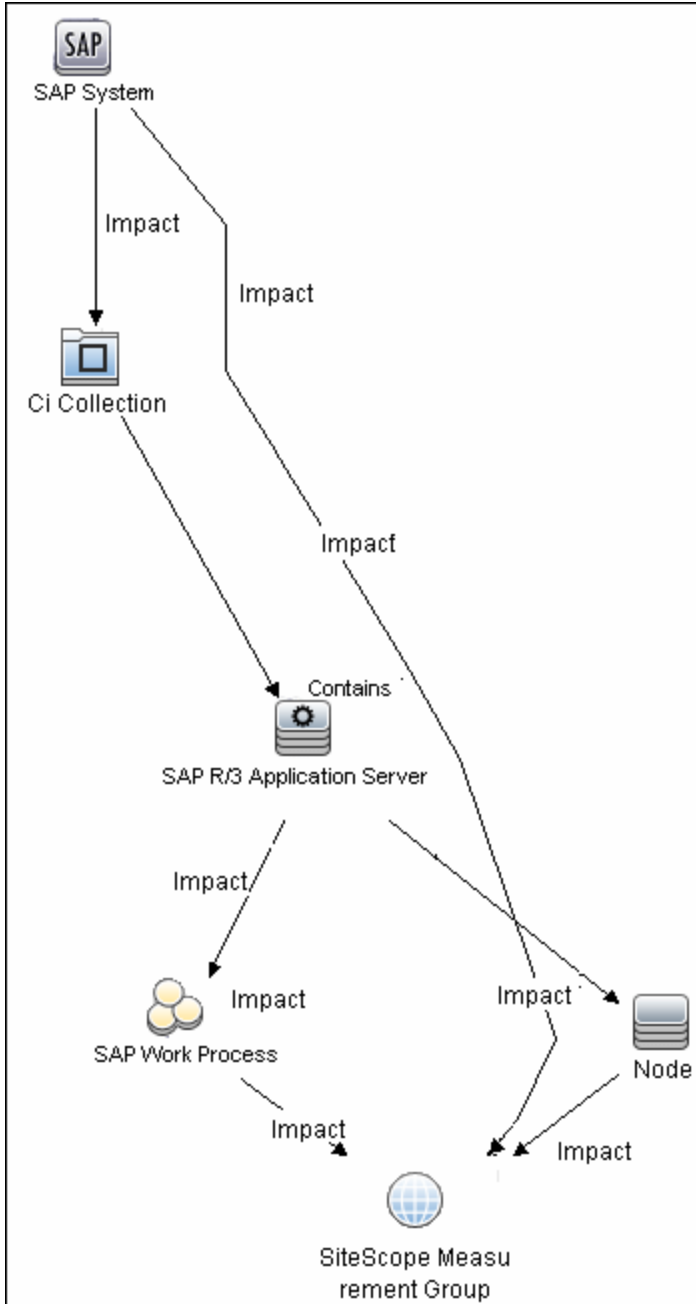 SAP
SAP System
Impact
Impact
Ci Collection
Impact
Contains
SAP R/3 Application Server
Impact
Impact
Impact
SAP Work Process
Node
Impact
Impact
SiteScope Measu
rement Group